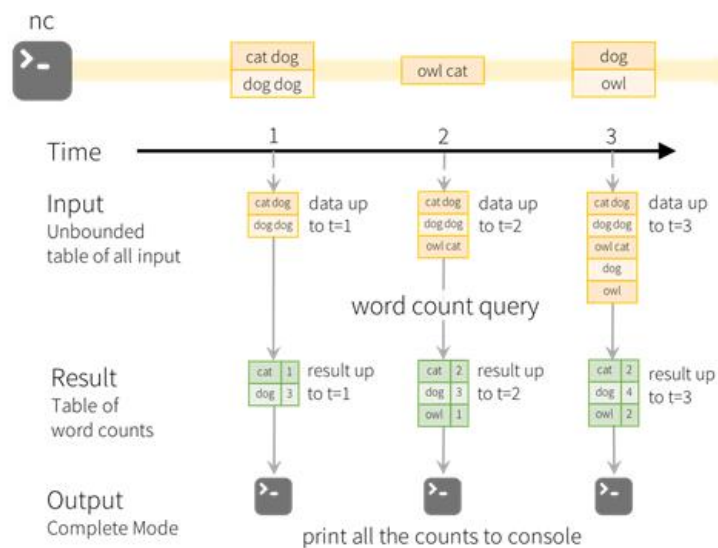 nc
cat dog
dog dog
owl cat
dog
owl
Time
1
2
3
Input
Unbounded
table of all input
cat dog
dog dog
data up
to t=1
cat dog
dog dog
owl cat
data up
to t=2
cat dog
dog dog
owl cat
dog
owl
data up
to t=3
word count query
Result
Table of
word counts
cat 1
dog 3
result up
to t=1
cat 2
dog 3
owl 1
result up
to t=2
cat 2
dog 4
owl 2
result up
to t=3
Output
Complete Mode
print all the counts to console